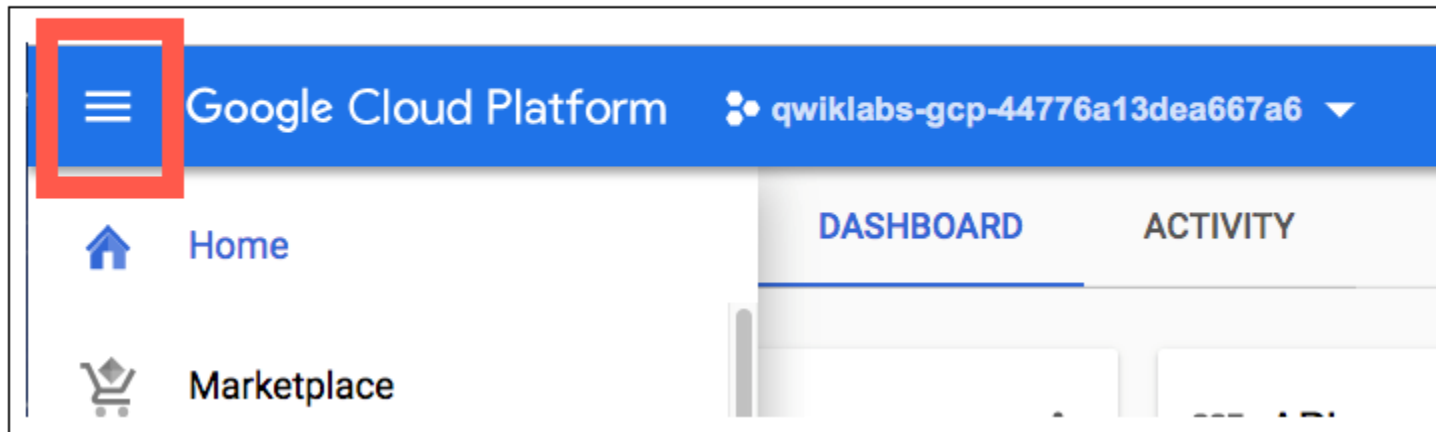 Google Cloud Platform qwiklabs-gcp-44776a13dea667a6
DASHBOARD ACTIVITY
Home
Marketplace